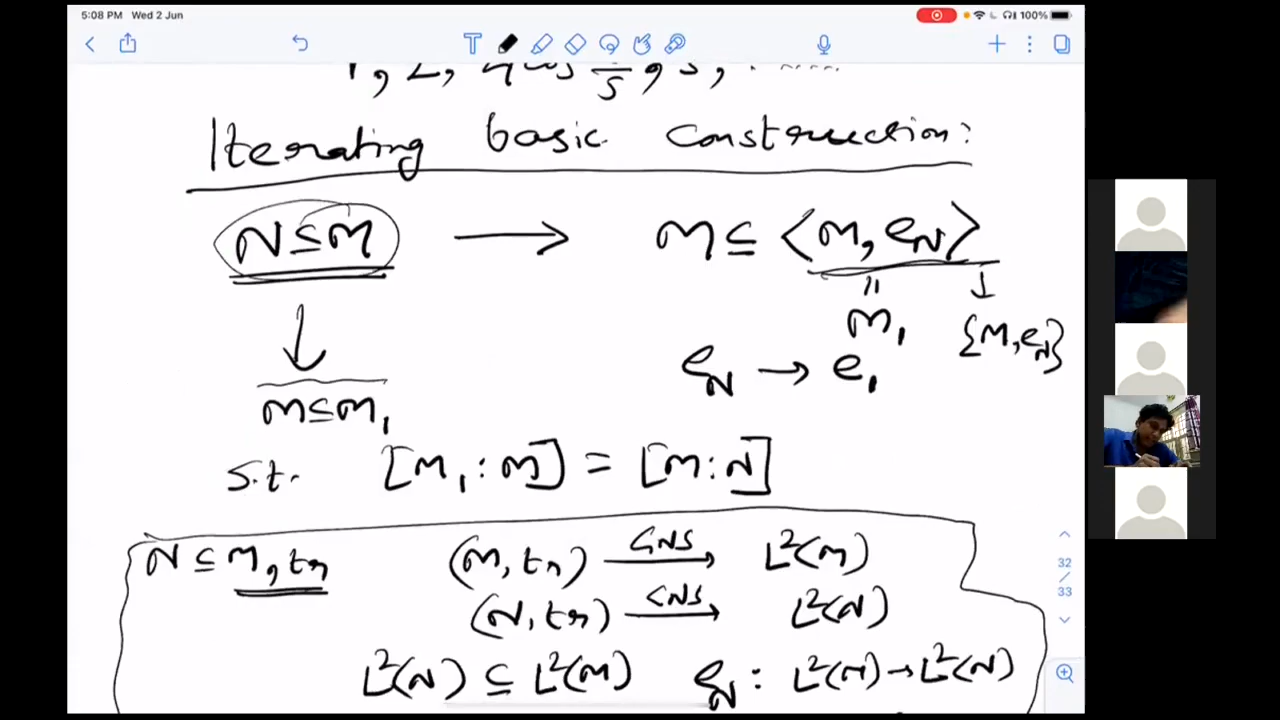 5:08 PM Wed 2 Jun 100%
Iterating basic construction:
N ⊆ M → M ⊆ <M, e_N>
"
M_1 {M, e_N}
e_N → e_1
M ⊆ M_1
s.t. [M_1 : M] = [M : N]
N ⊆ M, tr (M, tr) GNS→ L²(M)
(N, tr) GNS→ L²(N)
L²(N) ⊆ L²(M) e_N : L²(M) → L²(N)
32
/
33